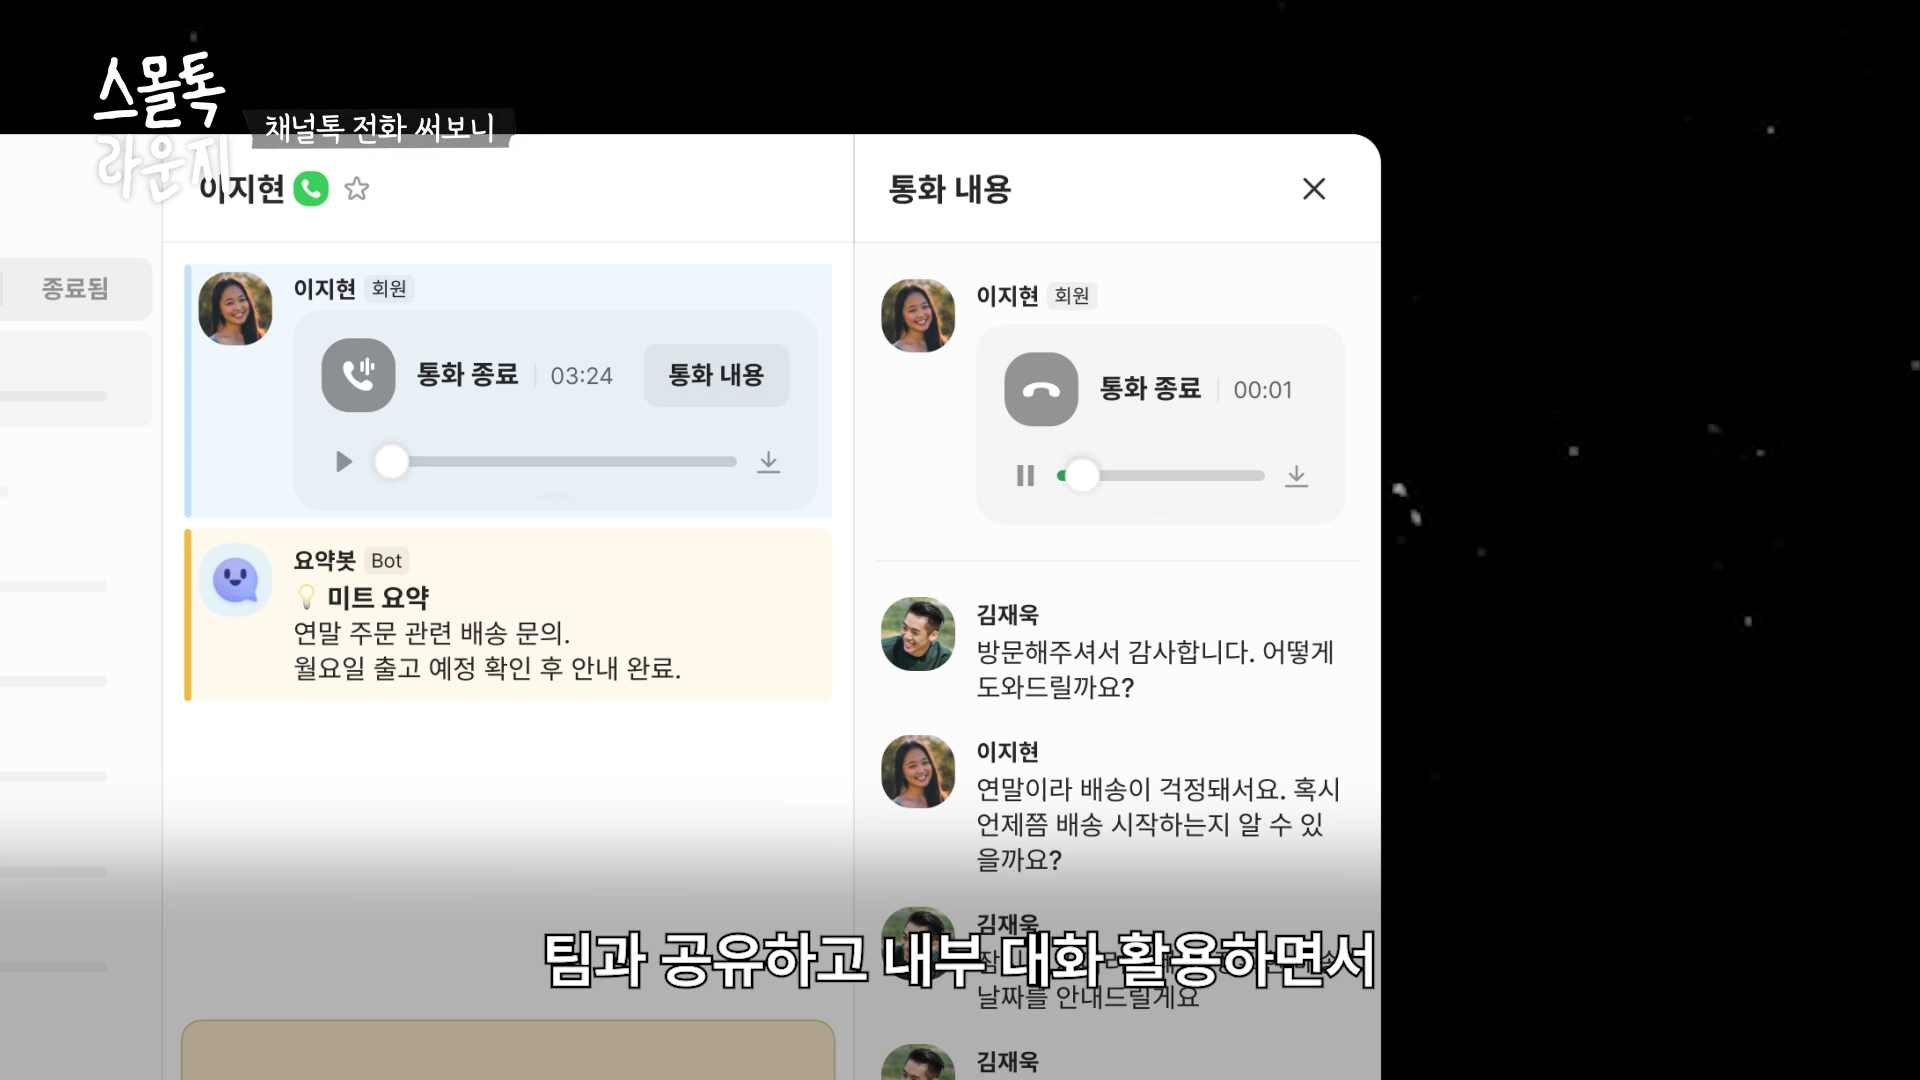 스몰톡
라운지
채널톡 전화 써보니
종료됨
이지현
이지현 회원
통화 종료 03:24 통화 내용
요약봇 Bot
💡 미트 요약
연말 주문 관련 배송 문의.
월요일 출고 예정 확인 후 안내 완료.
통화 내용
이지현 회원
통화 종료 00:01
김재욱
방문해주셔서 감사합니다. 어떻게
도와드릴까요?
이지현
연말이라 배송이 걱정돼서요. 혹시
언제쯤 배송 시작하는지 알 수 있
을까요?
김재욱
날짜를 안내드릴게요
김재욱
팀과 공유하고 내부 대화 활용하면서